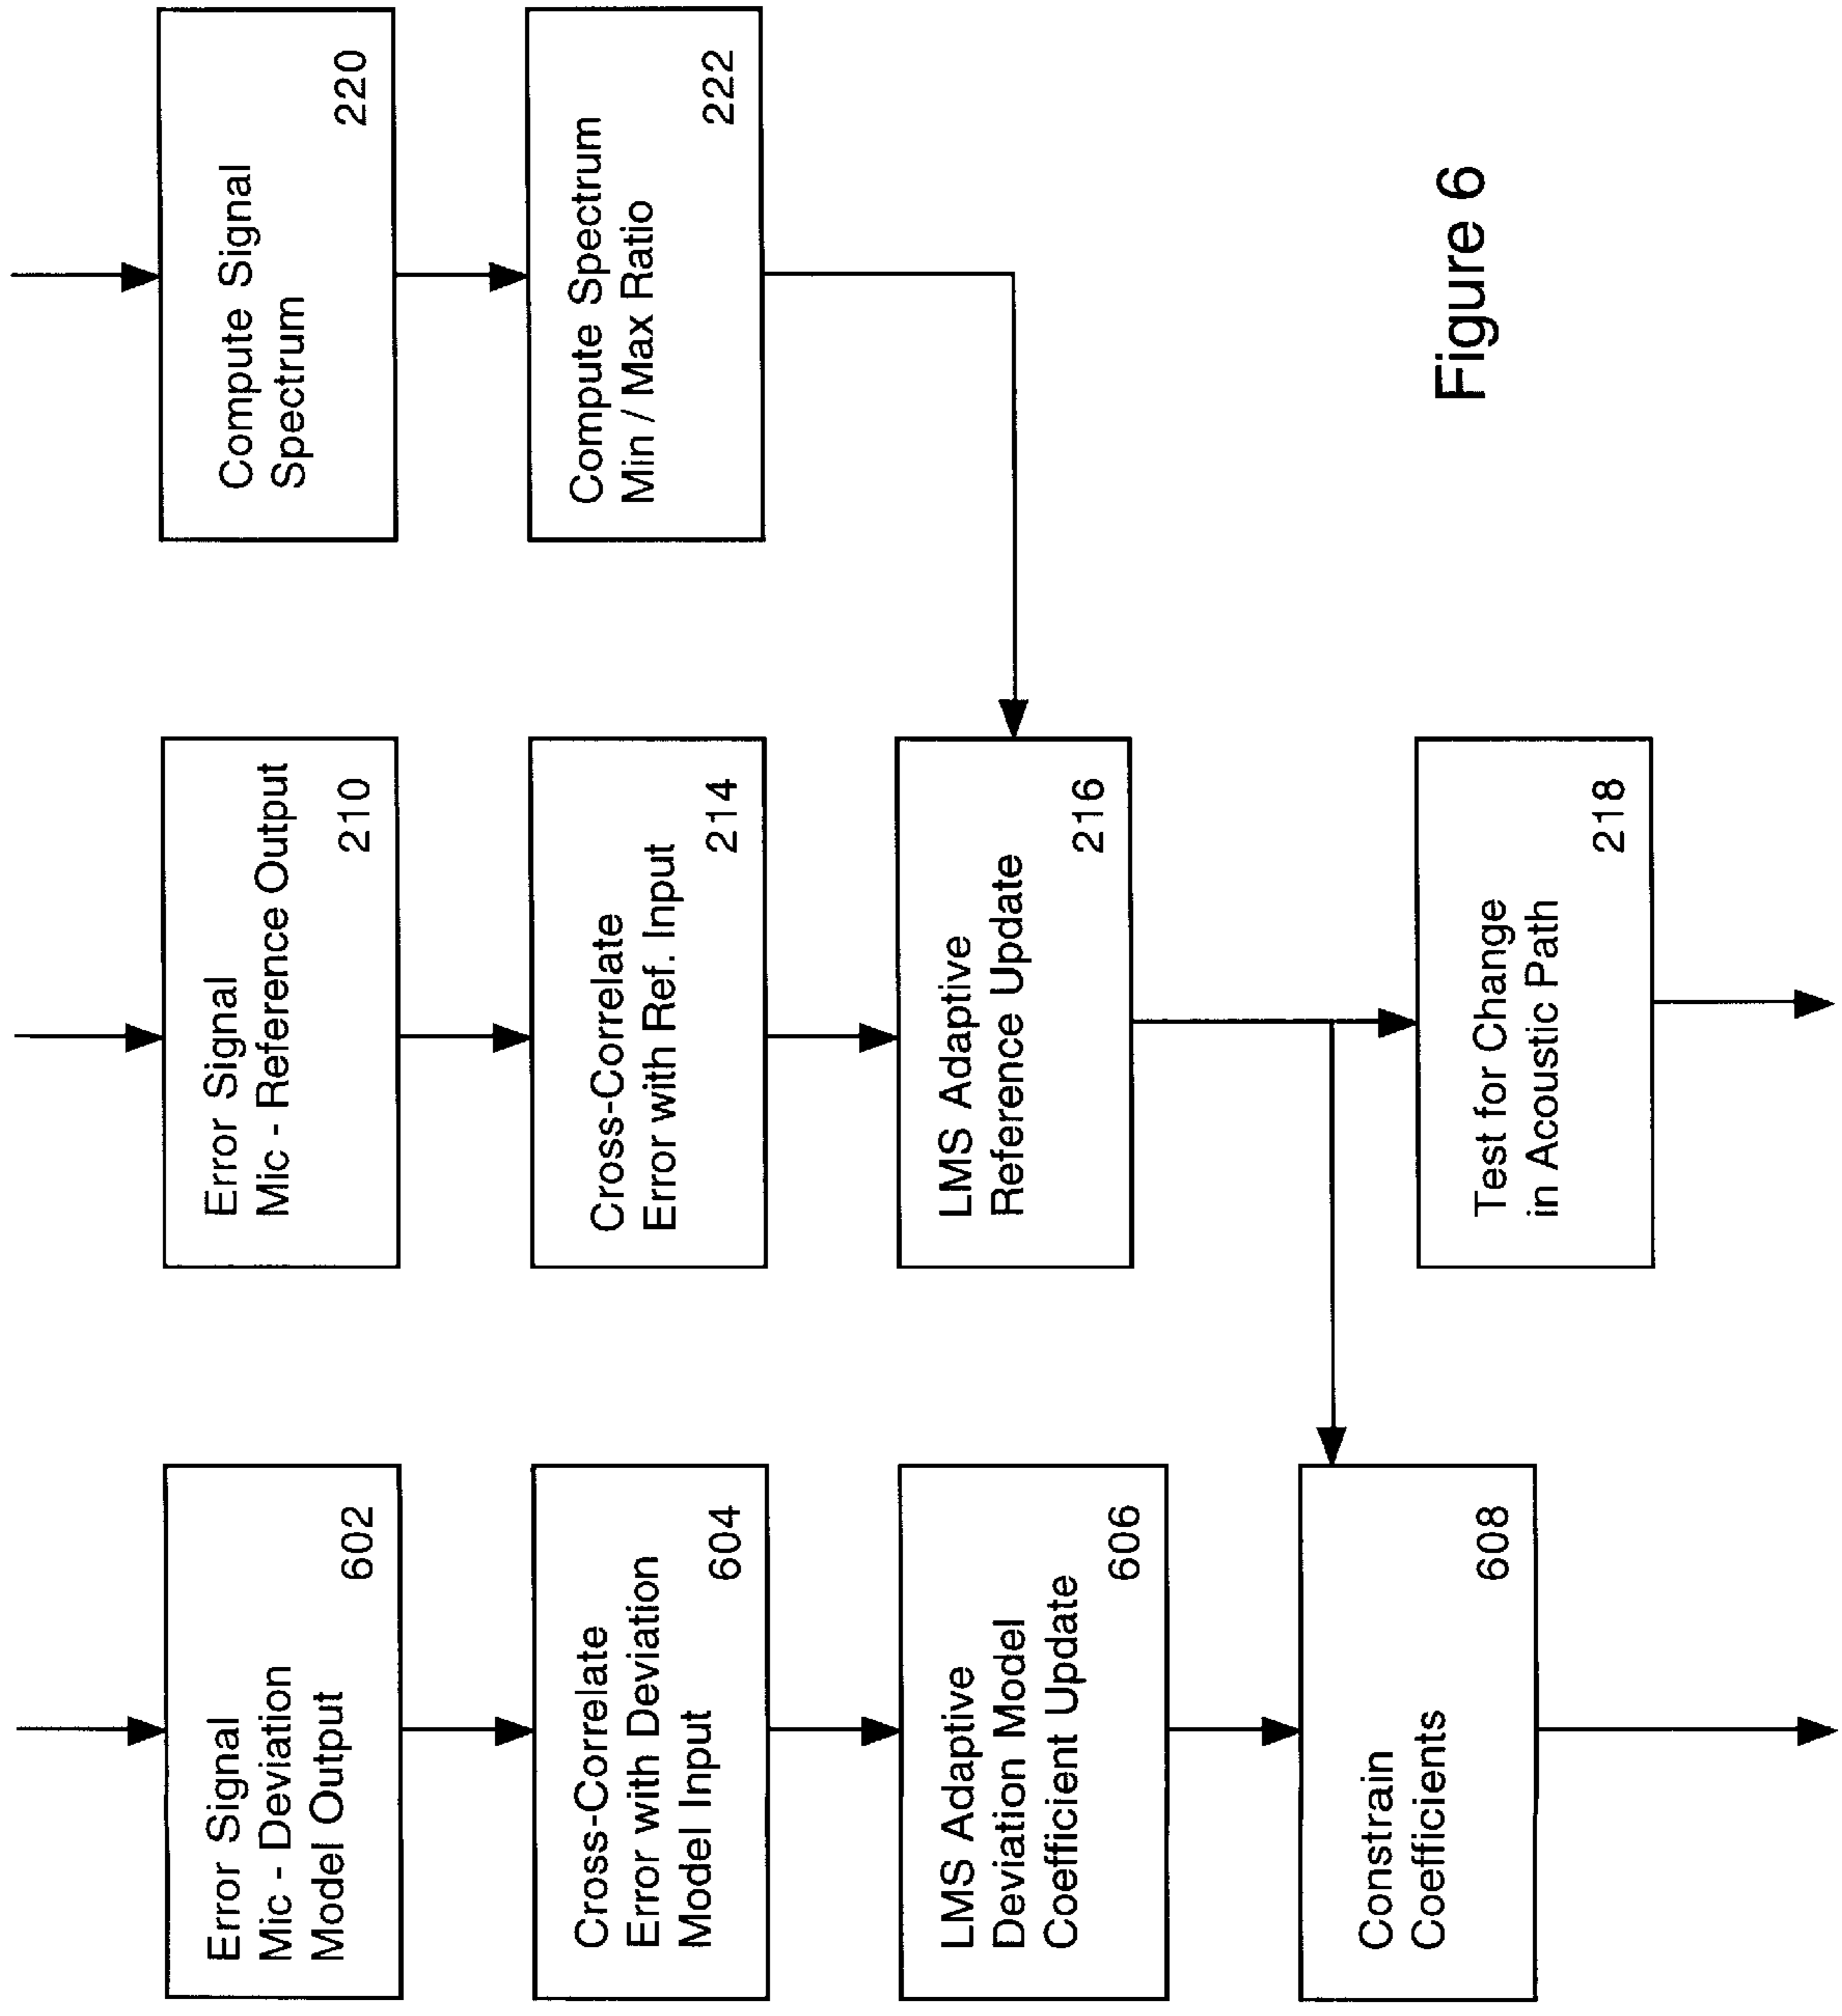 Error Signal
Mic - Deviation
Model Output
602
Cross-Correlate
Error with Deviation
Model Input
604
LMS Adaptive
Deviation Model
Coefficient Update
606
Constrain
Coefficients
608
Error Signal
Mic - Reference Output
210
Cross-Correlate
Error with Ref. Input
214
LMS Adaptive
Reference Update
216
Test for Change
in Acoustic Path
218
Compute Signal
Spectrum
220
Compute Spectrum
Min / Max Ratio
222
Figure 6